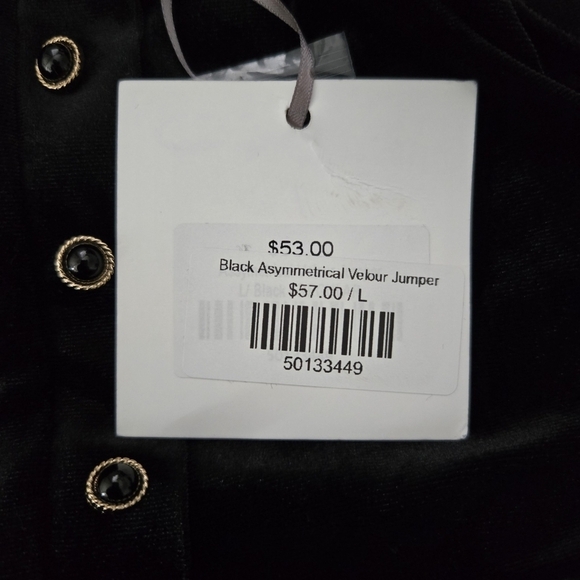 $53.00
Black Asymmetrical Velour Jumper
$57.00 / L
50133449